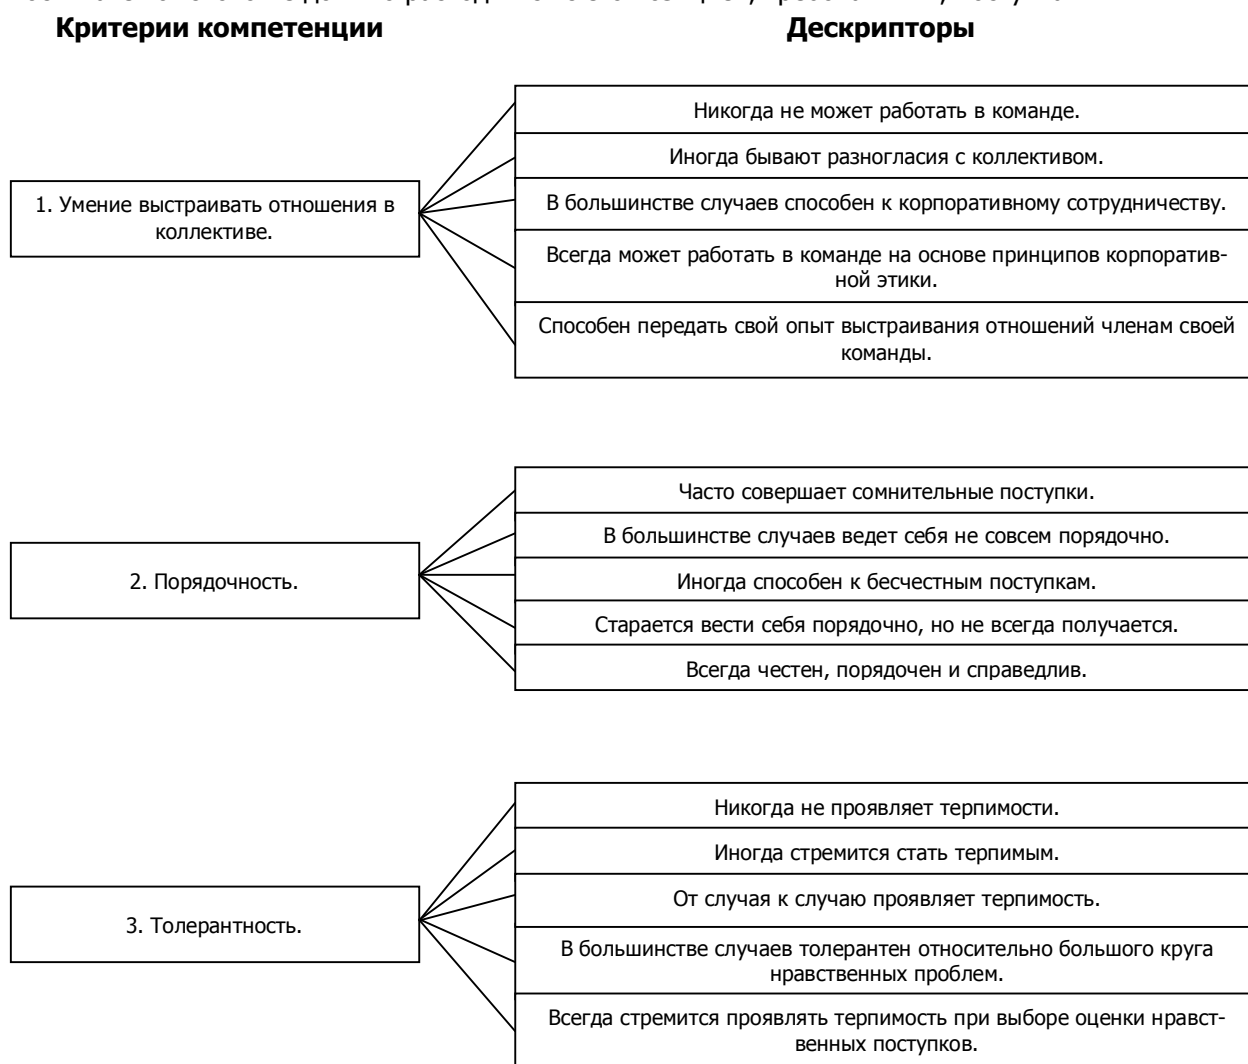 Критерии компетенции
Дескрипторы
1. Умение выстраивать отношения в
коллективе.
Никогда не может работать в команде.
Иногда бывают разногласия с коллективом.
В большинстве случаев способен к корпоративному сотрудничеству.
Всегда может работать в команде на основе принципов корпоратив-
ной этики.
Способен передать свой опыт выстраивания отношений членам своей
команды.
2. Порядочность.
Часто совершает сомнительные поступки.
В большинстве случаев ведет себя не совсем порядочно.
Иногда способен к бесчестным поступкам.
Старается вести себя порядочно, но не всегда получается.
Всегда честен, порядочен и справедлив.
3. Толерантность.
Никогда не проявляет терпимости.
Иногда стремится стать терпимым.
От случая к случаю проявляет терпимость.
В большинстве случаев толерантен относительно большого круга
нравственных проблем.
Всегда стремится проявлять терпимость при выборе оценки нравст-
венных поступков.